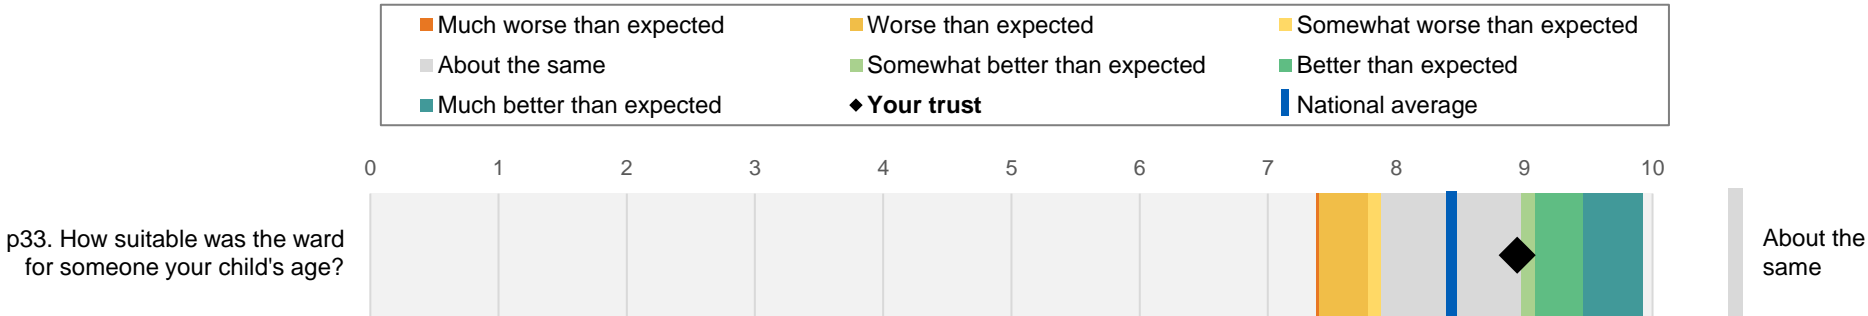 Much worse than expected
Worse than expected
Somewhat worse than expected
About the same
Somewhat better than expected
Better than expected
Much better than expected
Your trust
National average
0 1 2 3 4 5 6 7 8 9 10
p33. How suitable was the ward
for someone your child's age?
About the
same